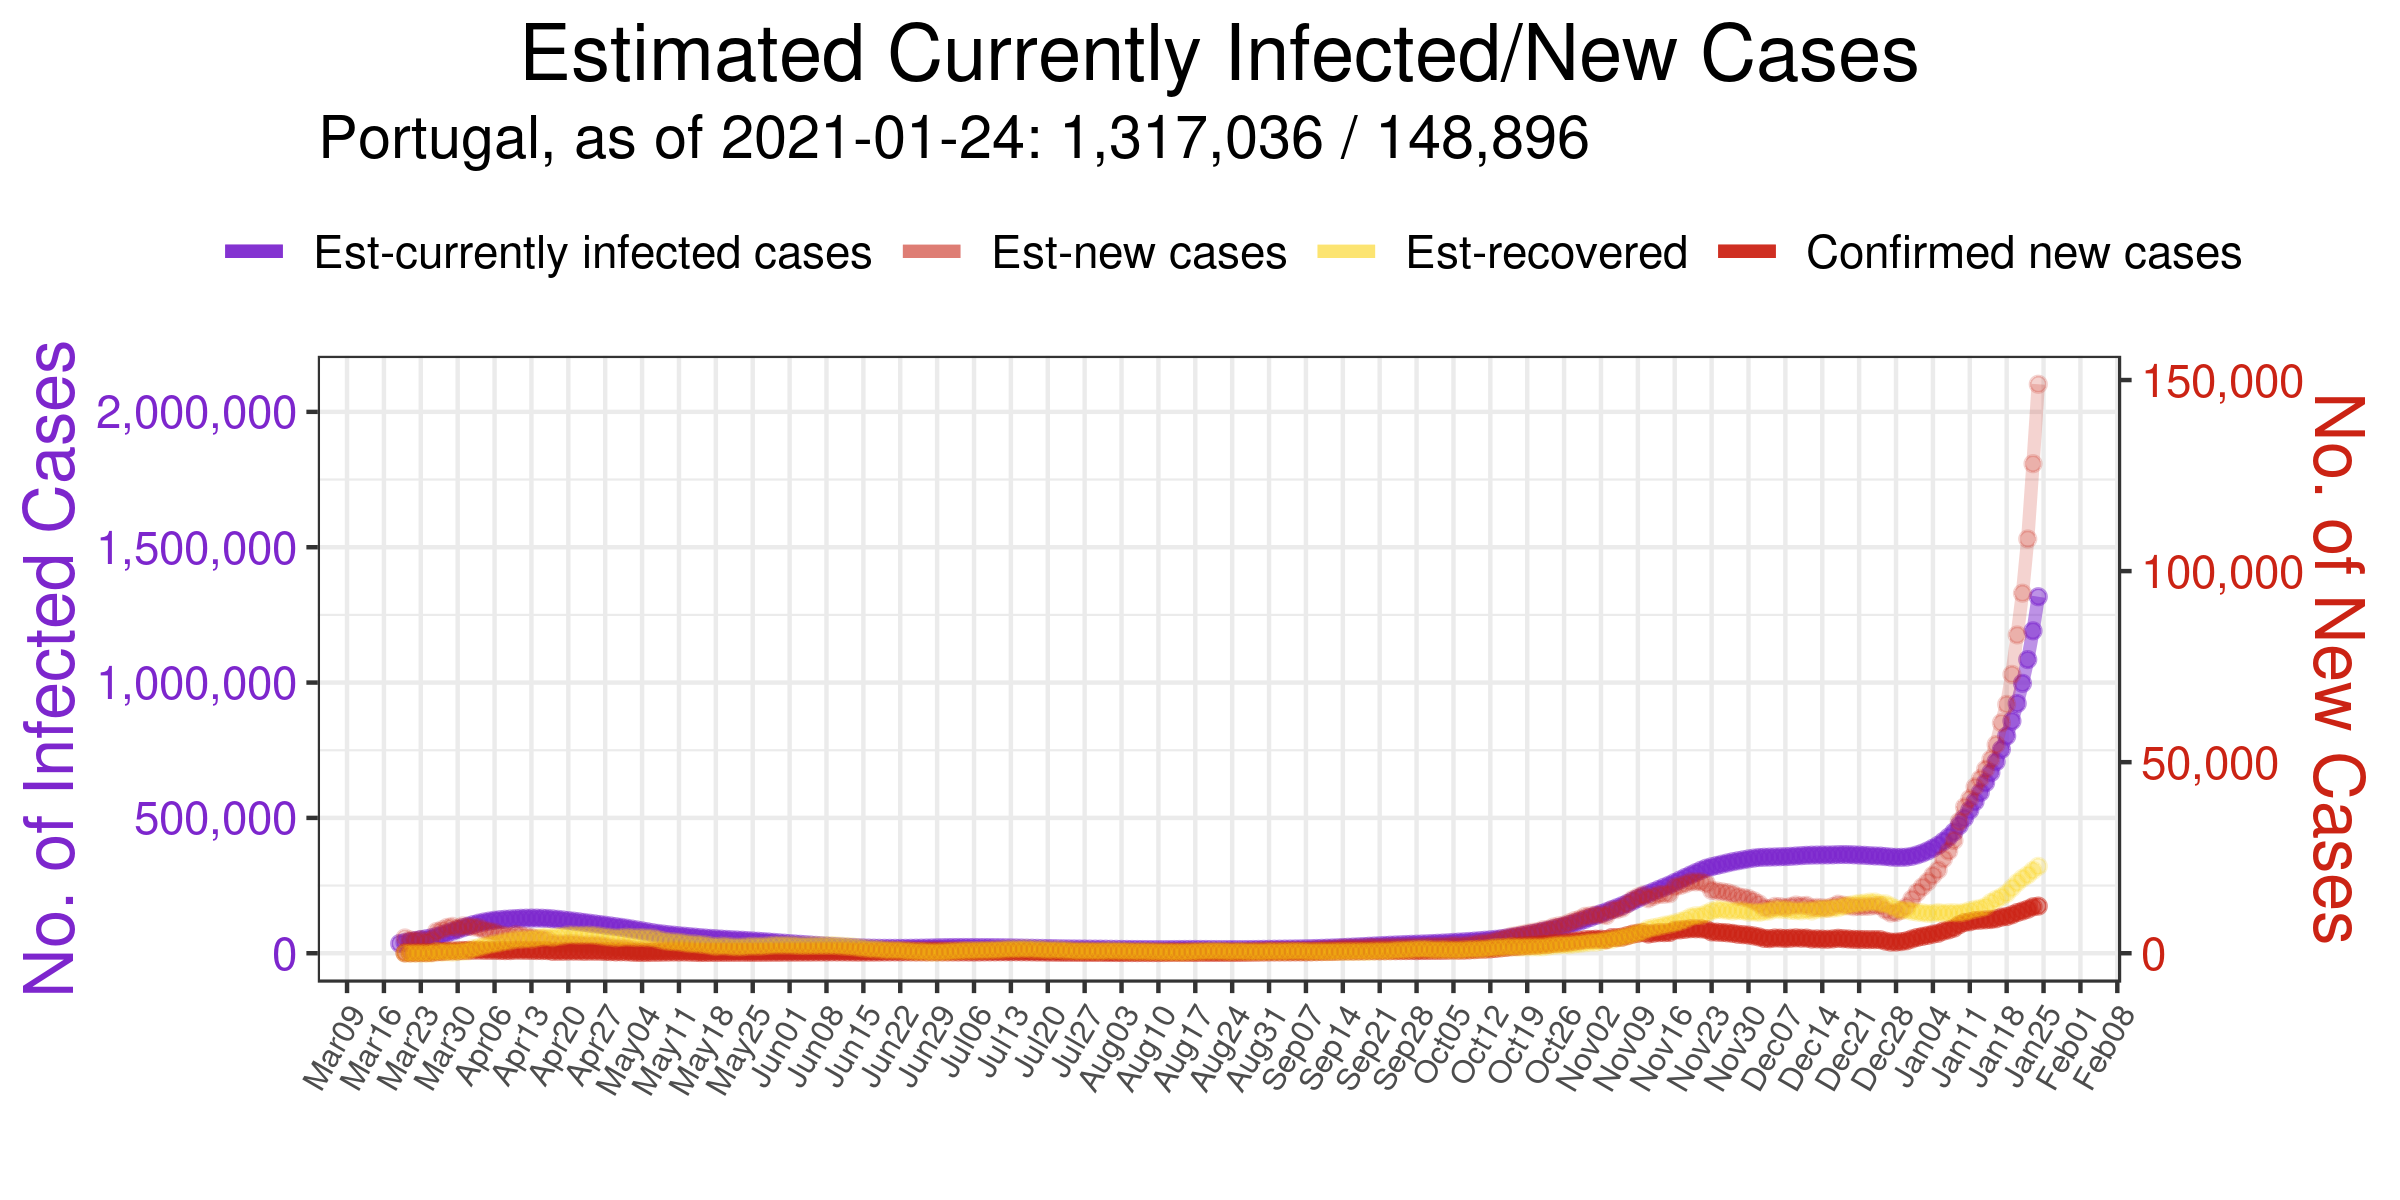 Estimated Currently Infected/New Cases
Portugal, as of 2021-01-24: 1,317,036 / 148,896
Est-currently infected cases Est-new cases Est-recovered Confirmed new cases
No. of Infected Cases
2,000,000
1,500,000
1,000,000
500,000
0
150,000
100,000
50,000
0
No. of New Cases
Mar09 Mar16 Mar23 Mar30 Apr06 Apr13 Apr20 Apr27 May04 May11 May18 May25 Jun01 Jun08 Jun15 Jun22 Jun29 Jul06 Jul13 Jul20 Jul27 Aug03 Aug10 Aug17 Aug24 Aug31 Sep07 Sep14 Sep21 Sep28 Oct05 Oct12 Oct19 Oct26 Nov02 Nov09 Nov16 Nov23 Nov30 Dec07 Dec14 Dec21 Dec28 Jan04 Jan11 Jan18 Jan25 Feb01 Feb08